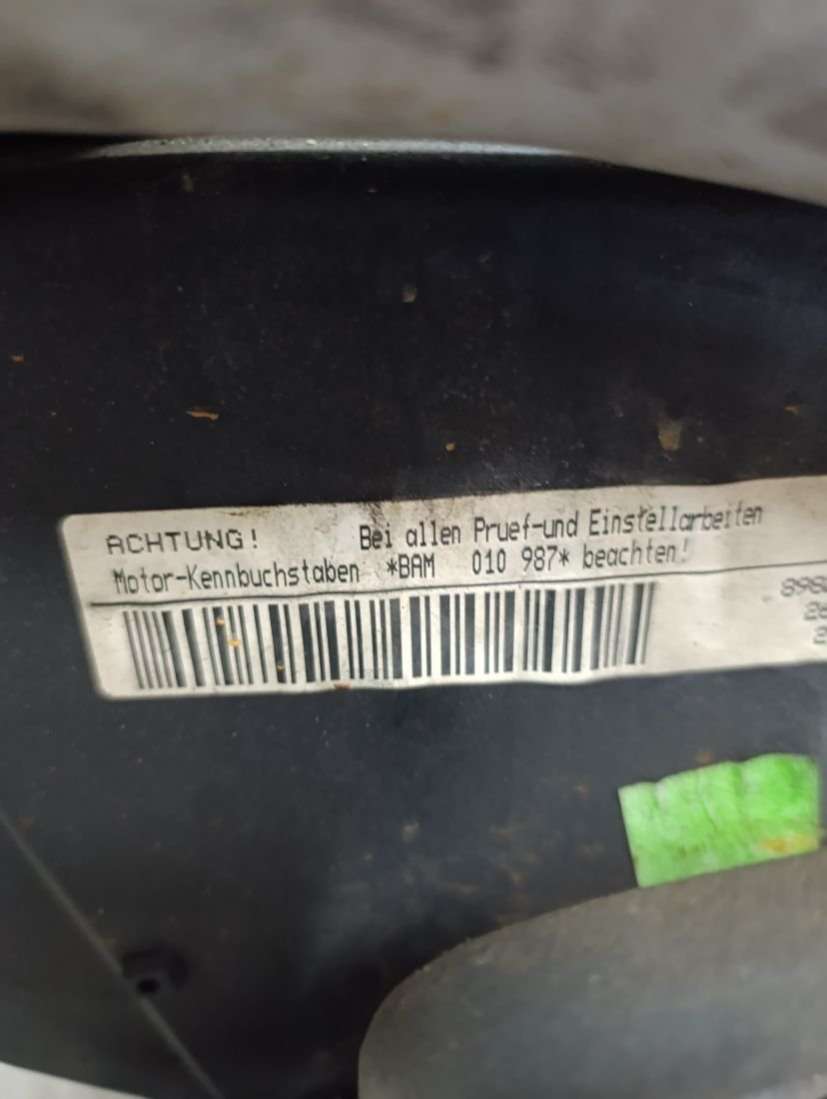 ACHTUNG! Bei allen Pruef-und Einstellarbeiten
Motor-Kennbuchstaben *BAM 010 987* beachten!